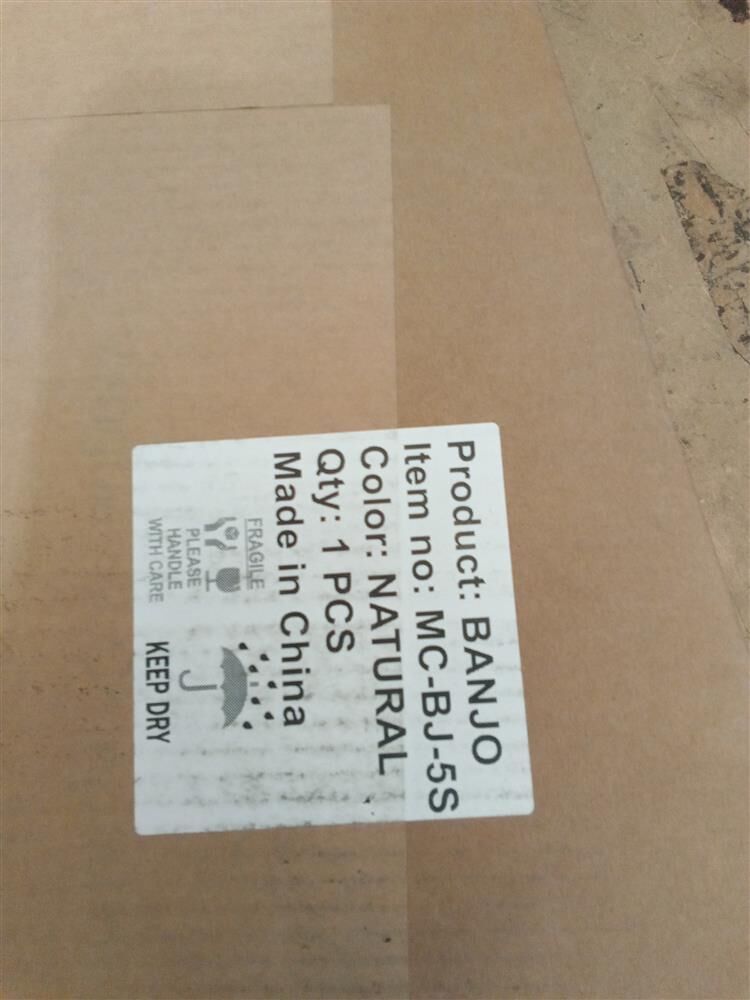 Product: BANJO
Item no: MC-BJ-5S
Color: NATURAL
Qty: 1 PCS
Made in China
FRAGILE
PLEASE
HANDLE
WITH CARE
KEEP DRY